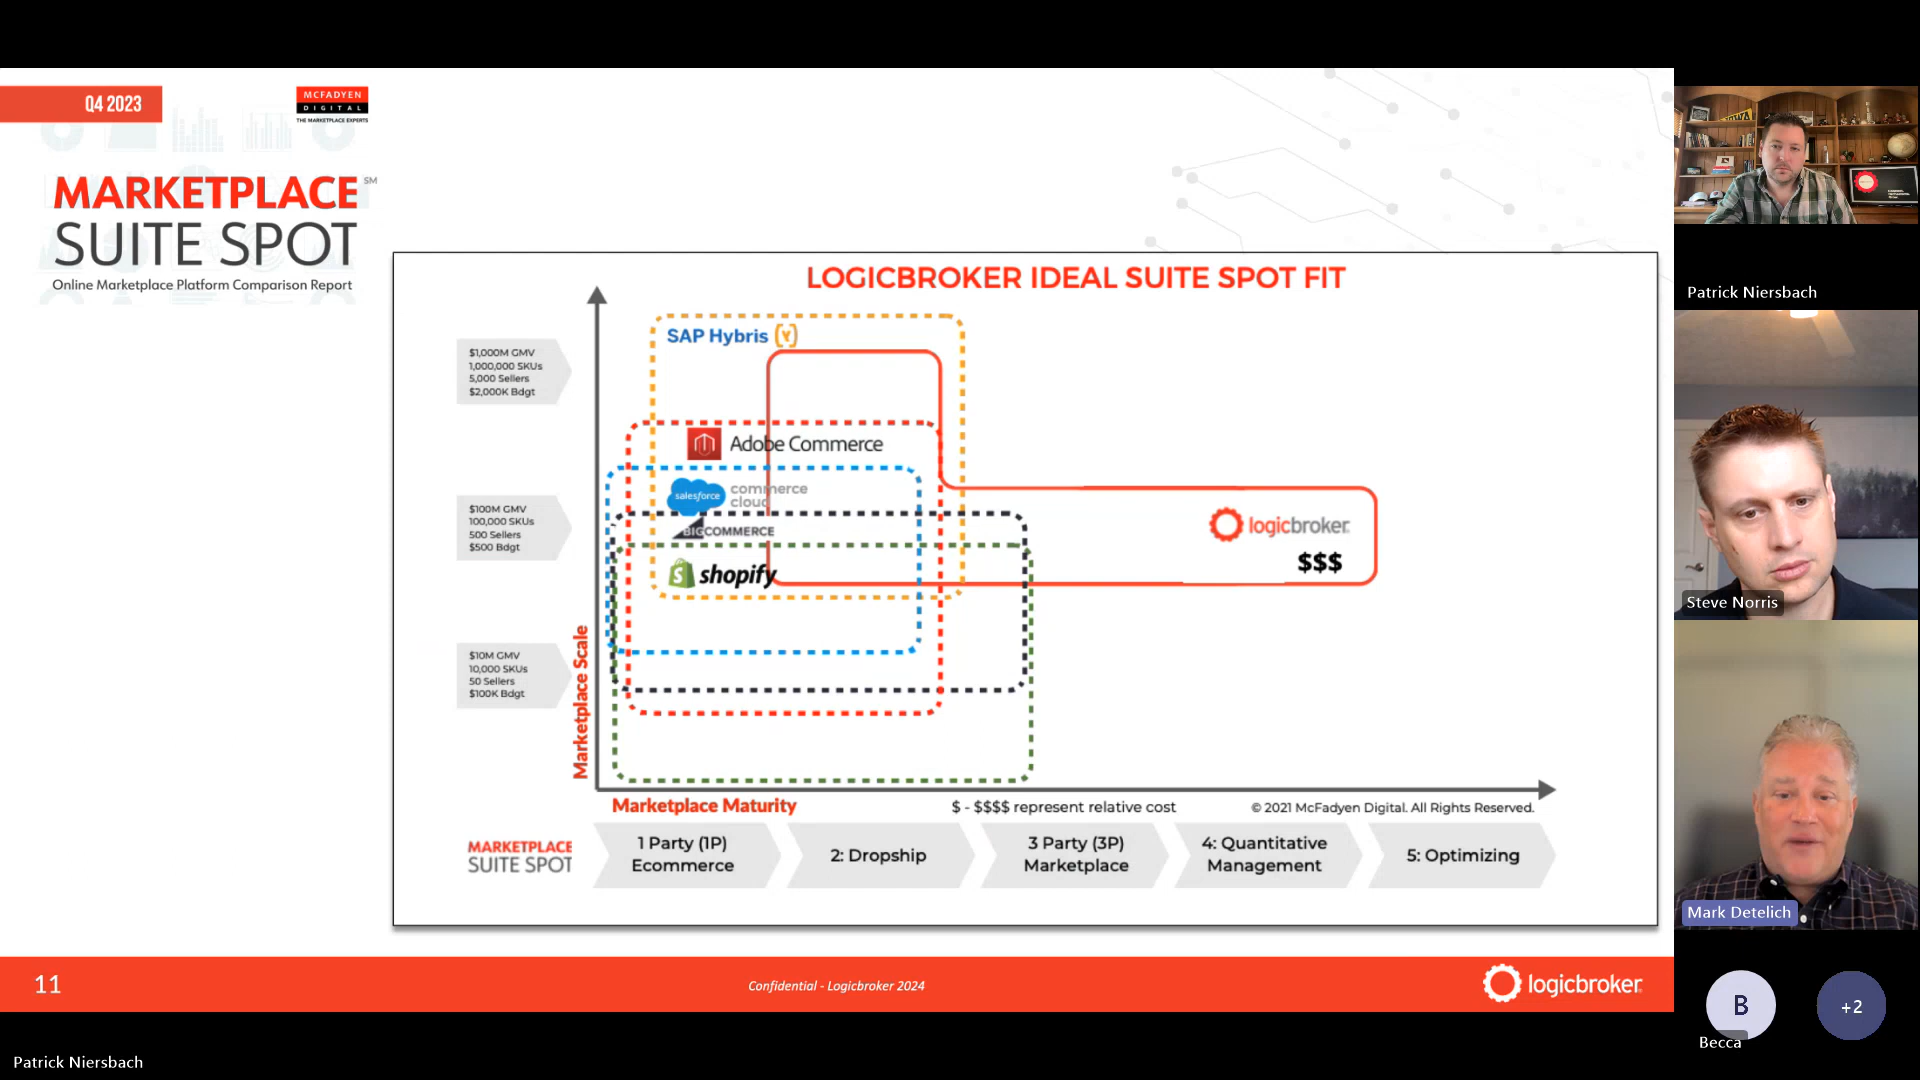 Q4 2023
MCFADYEN
DIGITAL
THE MARKETPLACE EXPERTS
MARKETPLACE SM
SUITE SPOT
Online Marketplace Platform Comparison Report
LOGICBROKER IDEAL SUITE SPOT FIT
SAP Hybris (Y)
$1,000M GMV
1,000,000 SKUs
5,000 Sellers
$2,000K Bdgt
Adobe Commerce
salesforce commerce
cloud
BIGCOMMERCE
shopify
$100M GMV
100,000 SKUs
500 Sellers
$500 Bdgt
logicbroker
$$$
$10M GMV
10,000 SKUs
50 Sellers
$100K Bdgt
Marketplace Scale
Marketplace Maturity
$ - $$$$ represent relative cost
© 2021 McFadyen Digital. All Rights Reserved.
MARKETPLACE
SUITE SPOT
1 Party (1P)
Ecommerce
2: Dropship
3 Party (3P)
Marketplace
4: Quantitative
Management
5: Optimizing
11
Confidential - Logicbroker 2024
logicbroker
Patrick Niersbach
Patrick Niersbach
Steve Norris
Mark Detelich
B
Becca
+2